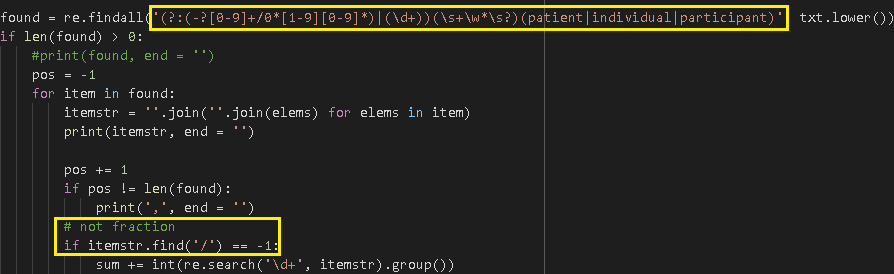 found = re.findall('(?:(-?[0-9]+/0*[1-9][0-9]*)|(\d+))(\s+\w*\s?)(patient|individual|participant)', txt.lower())
if len(found) > 0:
#print(found, end = '')
pos = -1
for item in found:
itemstr = ''.join(''.join(elems) for elems in item)
print(itemstr, end = '')
pos += 1
if pos != len(found):
print(',', end = '')
# not fraction
if itemstr.find('/') == -1:
sum += int(re.search('\d+', itemstr).group())